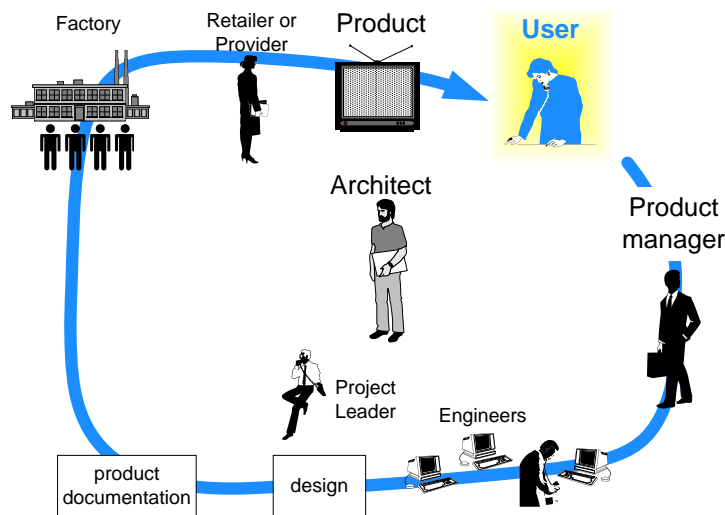 Factory
Retailer or
Provider
Product
User
Architect
Product
manager
Project
Leader
Engineers
product
documentation
design